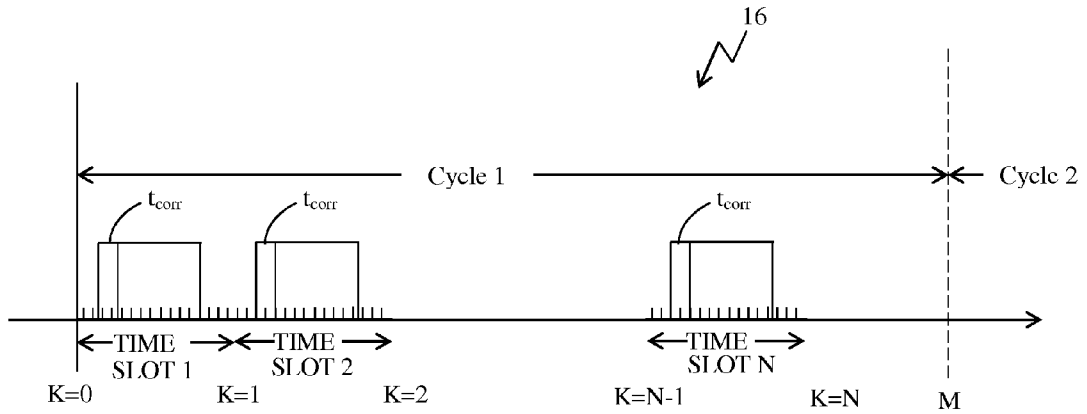 16
Cycle 1
Cycle 2
t_corr
t_corr
t_corr
TIME SLOT 1
TIME SLOT 2
TIME SLOT N
K=0
K=1
K=2
K=N-1
K=N
M